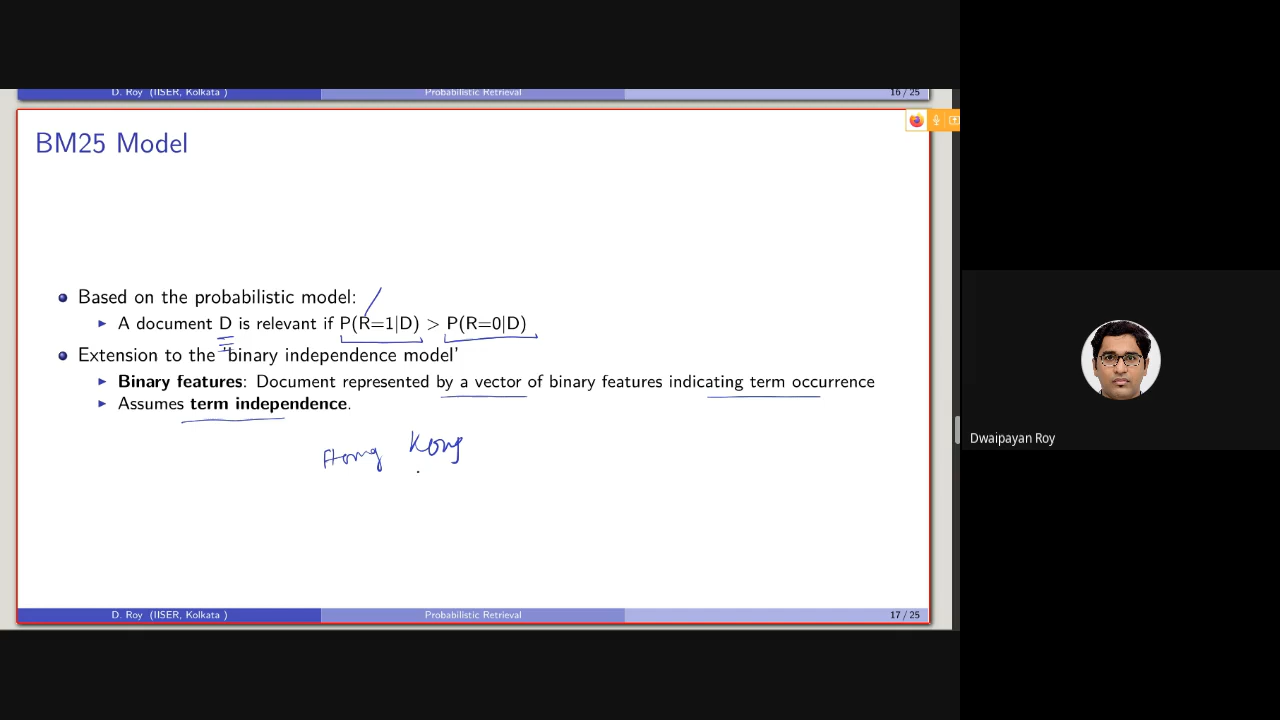 D. Roy (IISER, Kolkata )
Probabilistic Retrieval
16 / 25
BM25 Model
Based on the probabilistic model:
A document D is relevant if P(R=1|D) > P(R=0|D)
Extension to the 'binary independence model'
Binary features: Document represented by a vector of binary features indicating term occurrence
Assumes term independence.
Hong Kong
Dwaipayan Roy
D. Roy (IISER, Kolkata )
Probabilistic Retrieval
17 / 25